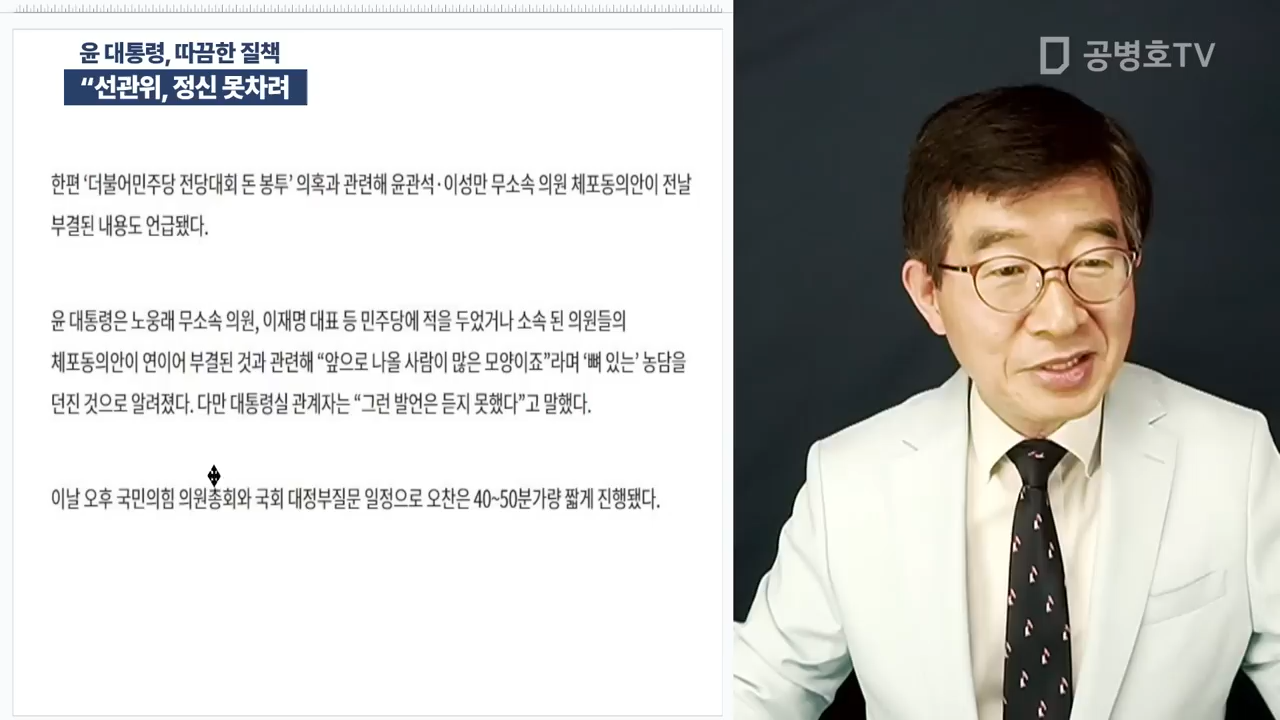 윤 대통령, 따끔한 질책
“선관위, 정신 못차려
공병호TV
한편 ‘더불어민주당 전당대회 돈 봉투’ 의혹과 관련해 윤관석·이성만 무소속 의원 체포동의안이 전날
부결된 내용도 언급됐다.
윤 대통령은 노웅래 무소속 의원, 이재명 대표 등 민주당에 적을 두었거나 소속 된 의원들의
체포동의안이 연이어 부결된 것과 관련해 “앞으로 나올 사람이 많은 모양이죠”라며 ‘뼈 있는’ 농담을
던진 것으로 알려졌다. 다만 대통령실 관계자는 “그런 발언은 듣지 못했다”고 말했다.
이날 오후 국민의힘 의원총회와 국회 대정부질문 일정으로 오찬은 40~50분가량 짧게 진행됐다.